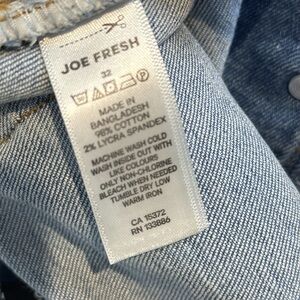 JOE FRESH
32
MADE IN
BANGLADESH
98% COTTON
2% LYCRA SPANDEX
MACHINE WASH COLD
WASH INSIDE OUT WITH
LIKE COLOURS
ONLY NON-CHLORINE
BLEACH WHEN NEEDED
TUMBLE DRY LOW
WARM IRON
CA 15372
RN 133886